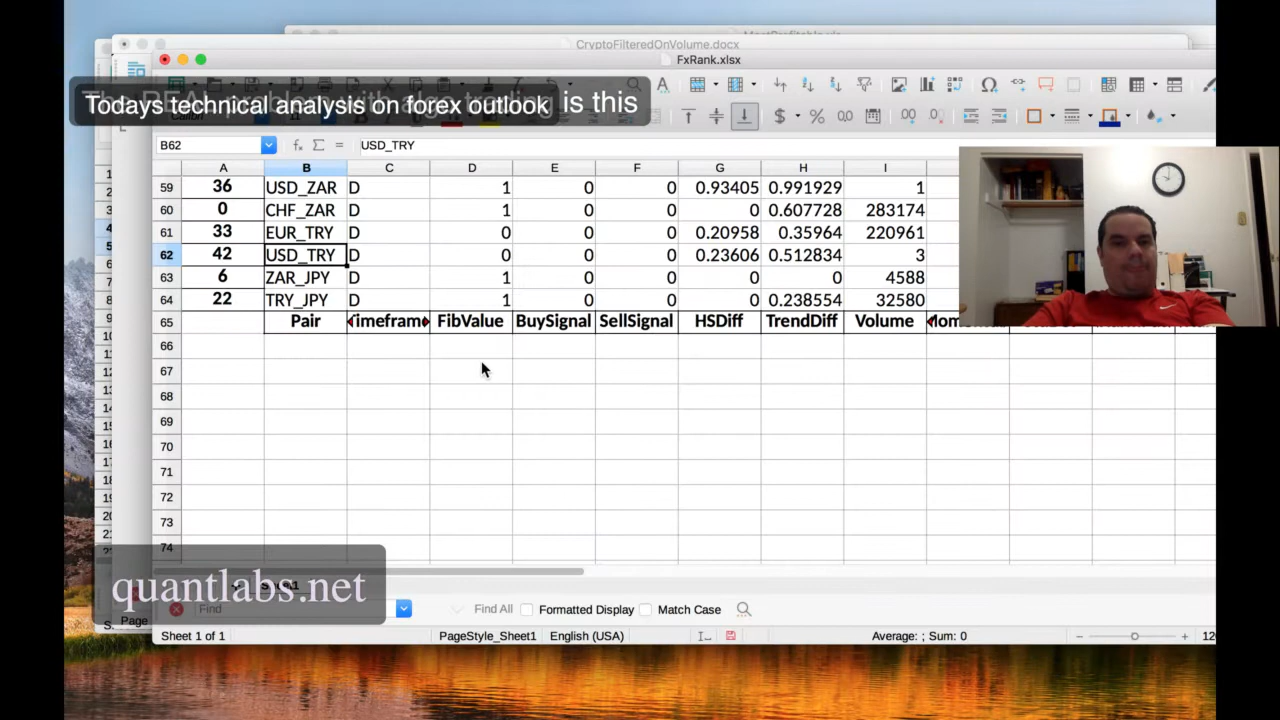 CryptoFilteredOnVolume.docx
FxRank.xlsx
Todays technical analysis on forex outlook is this
B62 USD_TRY
A B C D E F G H I
59 36 USD_ZAR D 1 0 0 0.93405 0.991929 1
60 0 CHF_ZAR D 1 0 0 0 0.607728 283174
61 33 EUR_TRY D 0 0 0 0.20958 0.35964 220961
62 42 USD_TRY D 0 0 0 0.23606 0.512834 3
63 6 ZAR_JPY D 1 0 0 0 0 4588
64 22 TRY_JPY D 1 0 0 0 0.238554 32580
65 Pair FibValue BuySignal SellSignal HSDiff TrendDiff Volume
66
67
68
69
70
71
72
73
74
quantlabs.net
Find Find All Formatted Display Match Case
Page
Sheet 1 of 1 PageStyle_Sheet1 English (USA) Average: ; Sum: 0